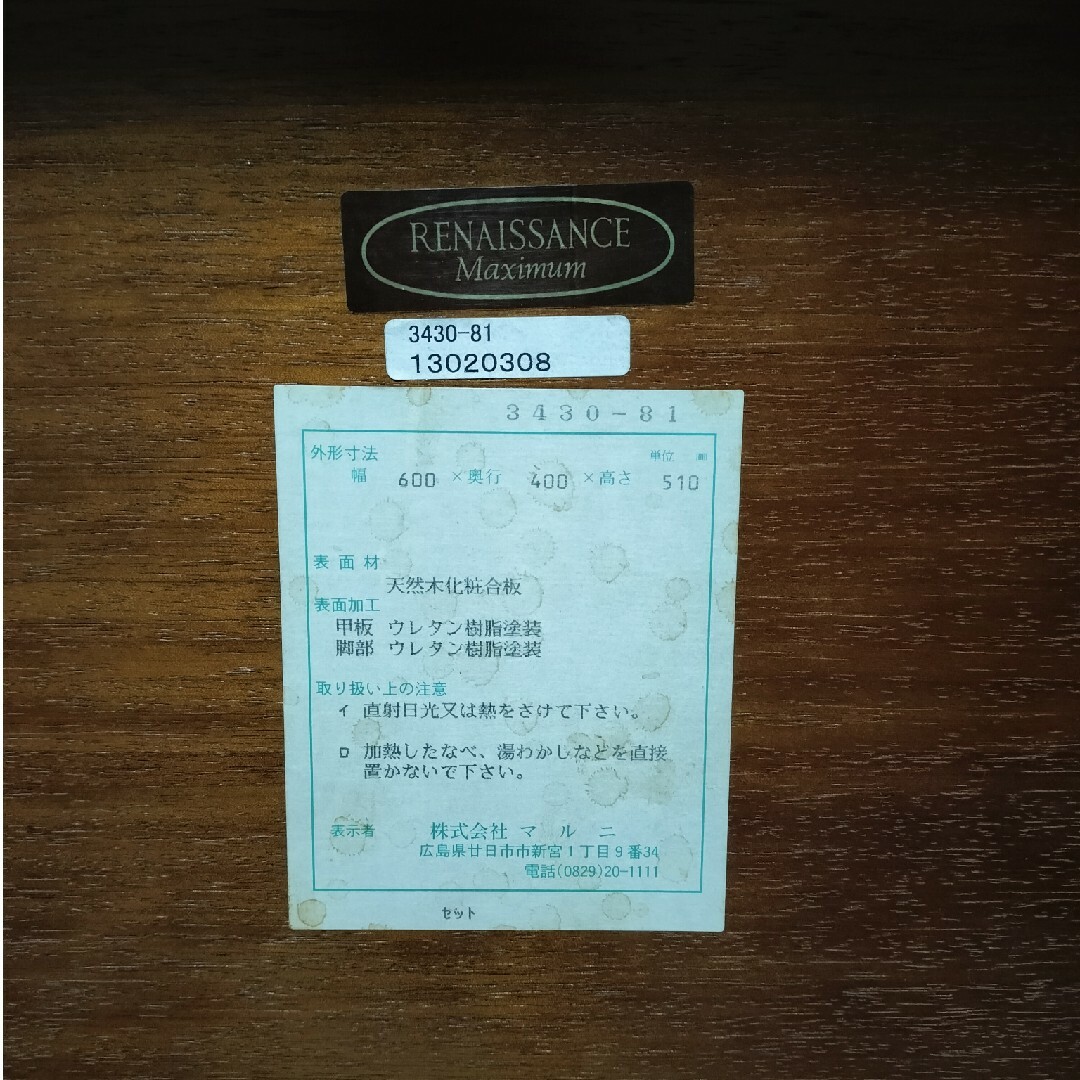 RENAISSANCE
Maximum
3430-81
13020308
3430-81
外形寸法 単位 ㎜
幅 600 ×奥行 400 ×高さ 510
表面材
天然木化粧合板
表面加工
甲板 ウレタン樹脂塗装
脚部 ウレタン樹脂塗装
取り扱い上の注意
イ 直射日光又は熱をさけて下さい。
ロ 加熱したなべ、湯わかしなどを直接
置かないで下さい。
表示者 株式会社 マルニ
広島県廿日市市新宮1丁目9番34
電話(0829)20-1111
セット